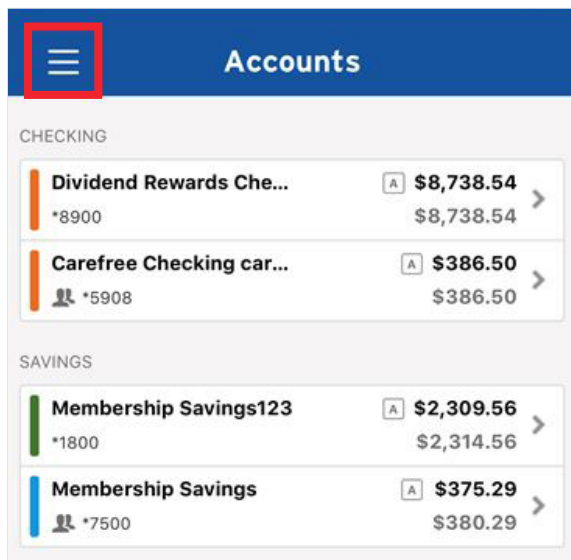 Accounts
CHECKING
Dividend Rewards Che... A $8,738.54
*8900 $8,738.54
Carefree Checking car... A $386.50
*5908 $386.50
SAVINGS
Membership Savings123 A $2,309.56
*1800 $2,314.56
Membership Savings A $375.29
*7500 $380.29